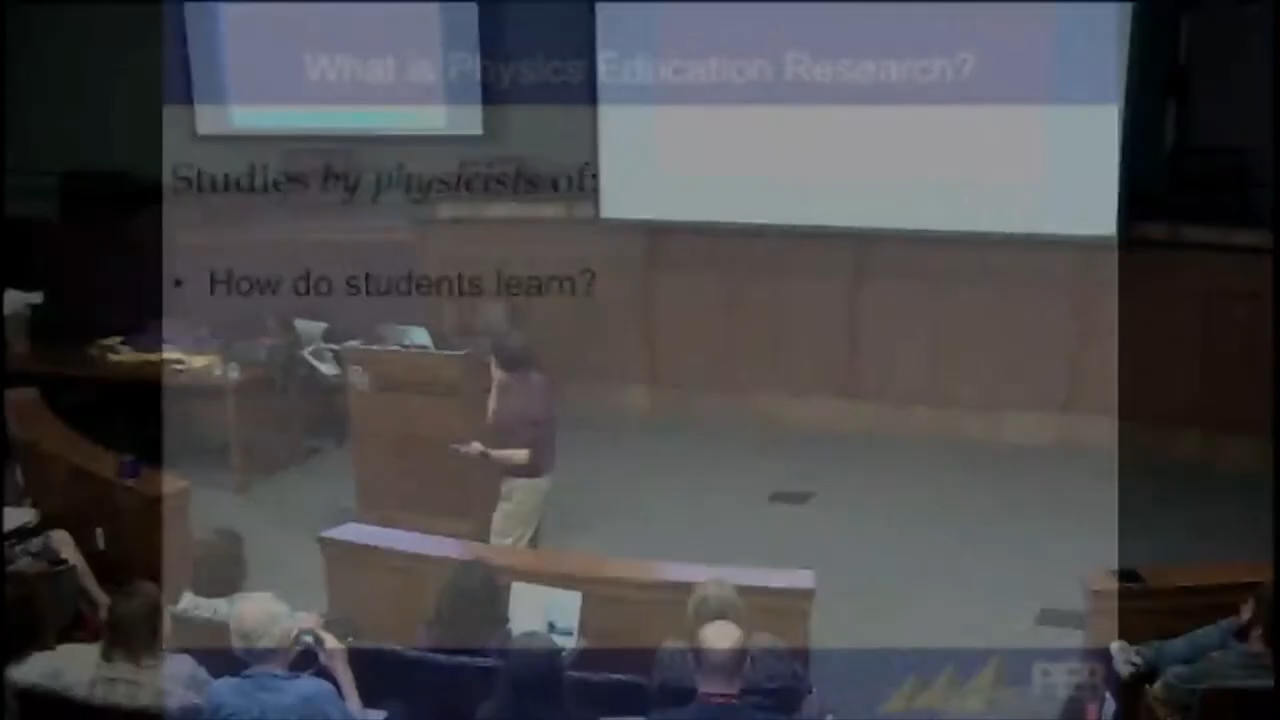 What is Physics Education Research?
Studies by physicists of:
• How do students learn?